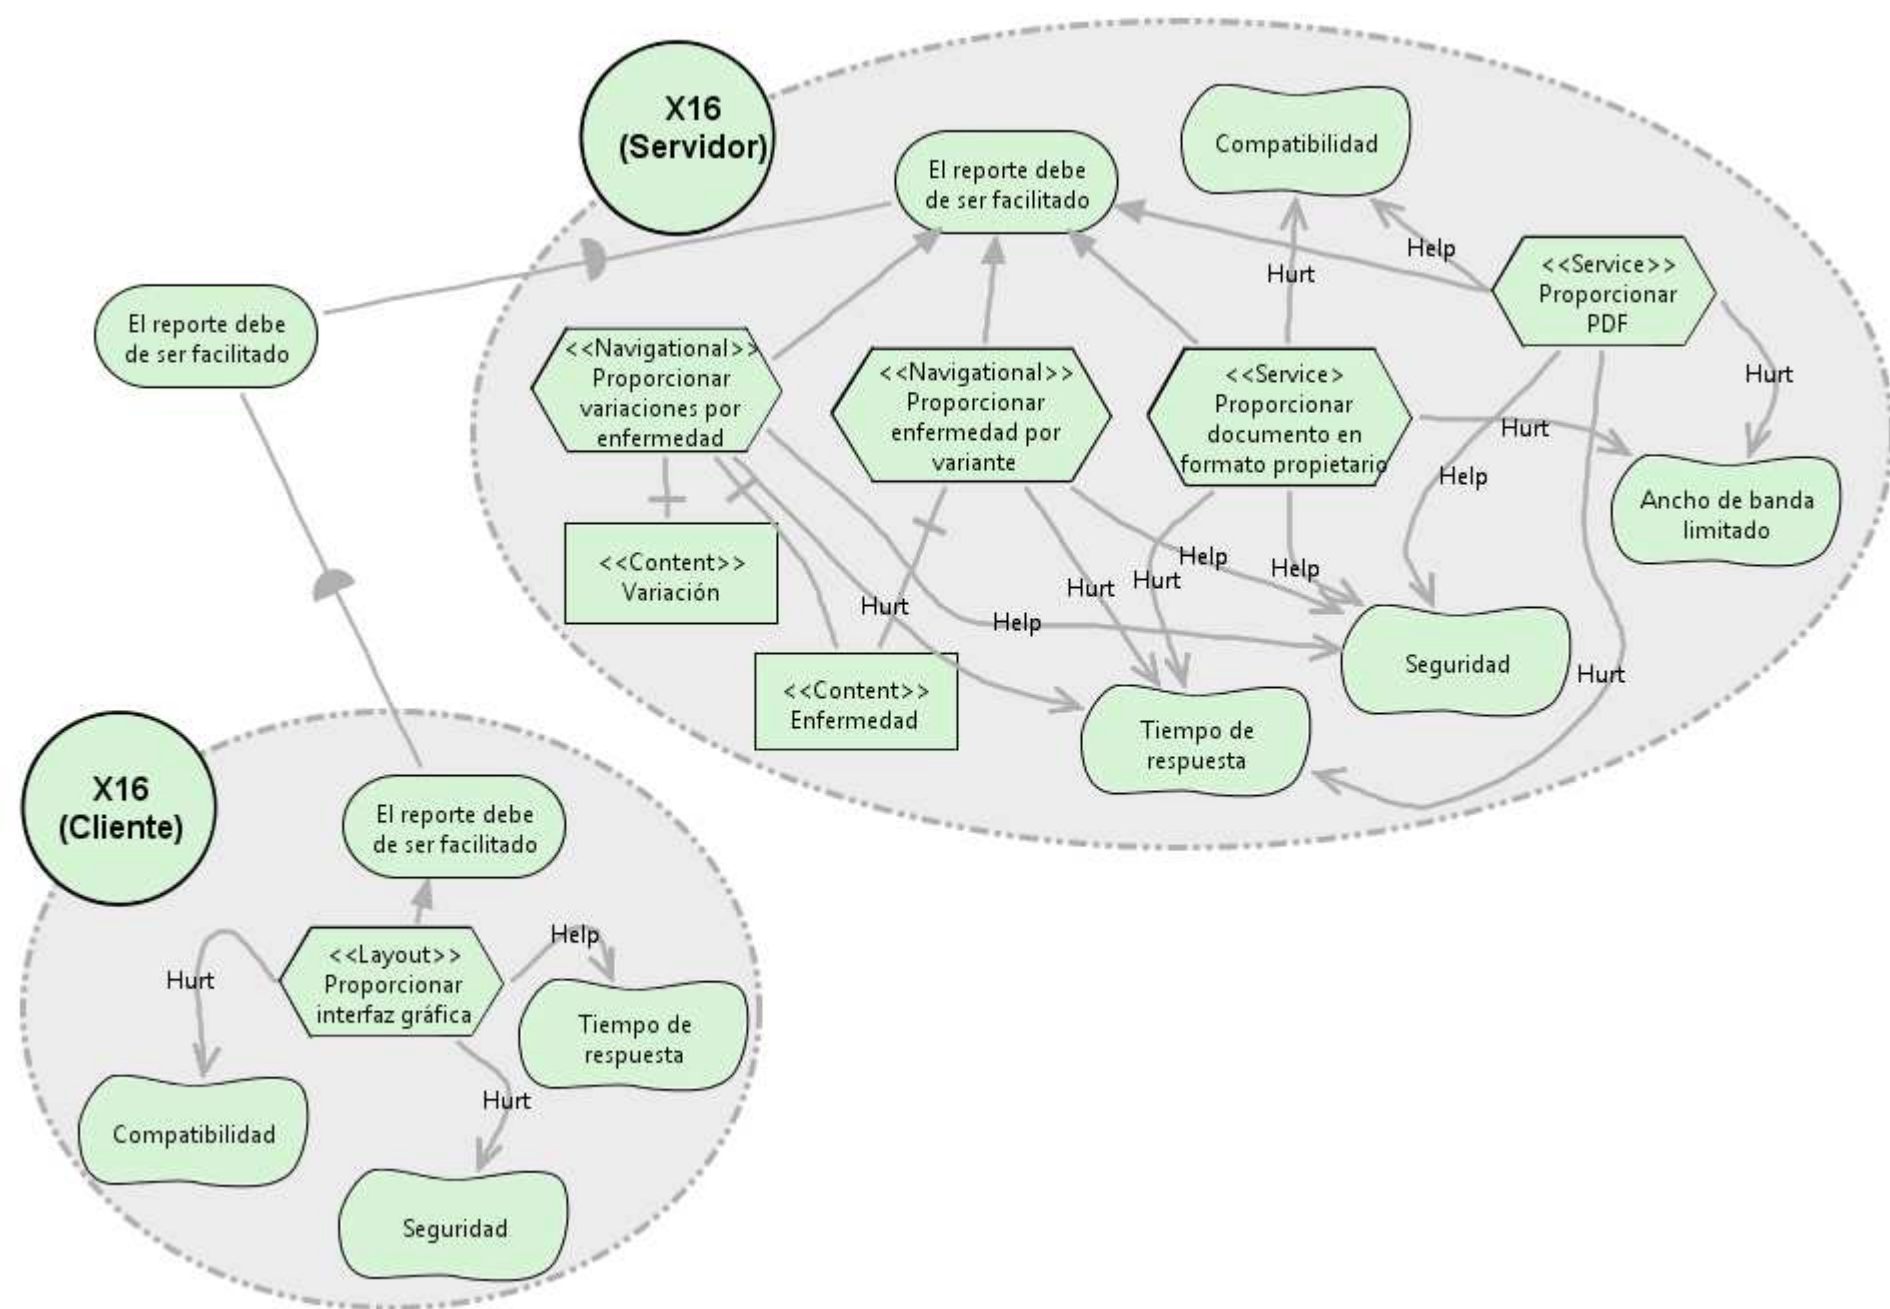 X16
(Servidor)
El reporte debe
de ser facilitado
Compatibilidad
Help
Hurt
<<Service>>
Proporcionar
PDF
El reporte debe
de ser facilitado
<<Navigational>>
Proporcionar
variaciones por
enfermedad
<<Navigational>>
Proporcionar
enfermedad por
variante
<<Service>
Proporcionar
documento en
formato propietario
Hurt
Hurt
Help
Ancho de banda
limitado
<<Content>>
Variación
Hurt
Hurt
Hurt
Help
Help
Help
Seguridad
Hurt
<<Content>>
Enfermedad
Tiempo de
respuesta
X16
(Cliente)
El reporte debe
de ser facilitado
<<Layout>>
Proporcionar
interfaz gráfica
Help
Hurt
Tiempo de
respuesta
Hurt
Compatibilidad
Seguridad